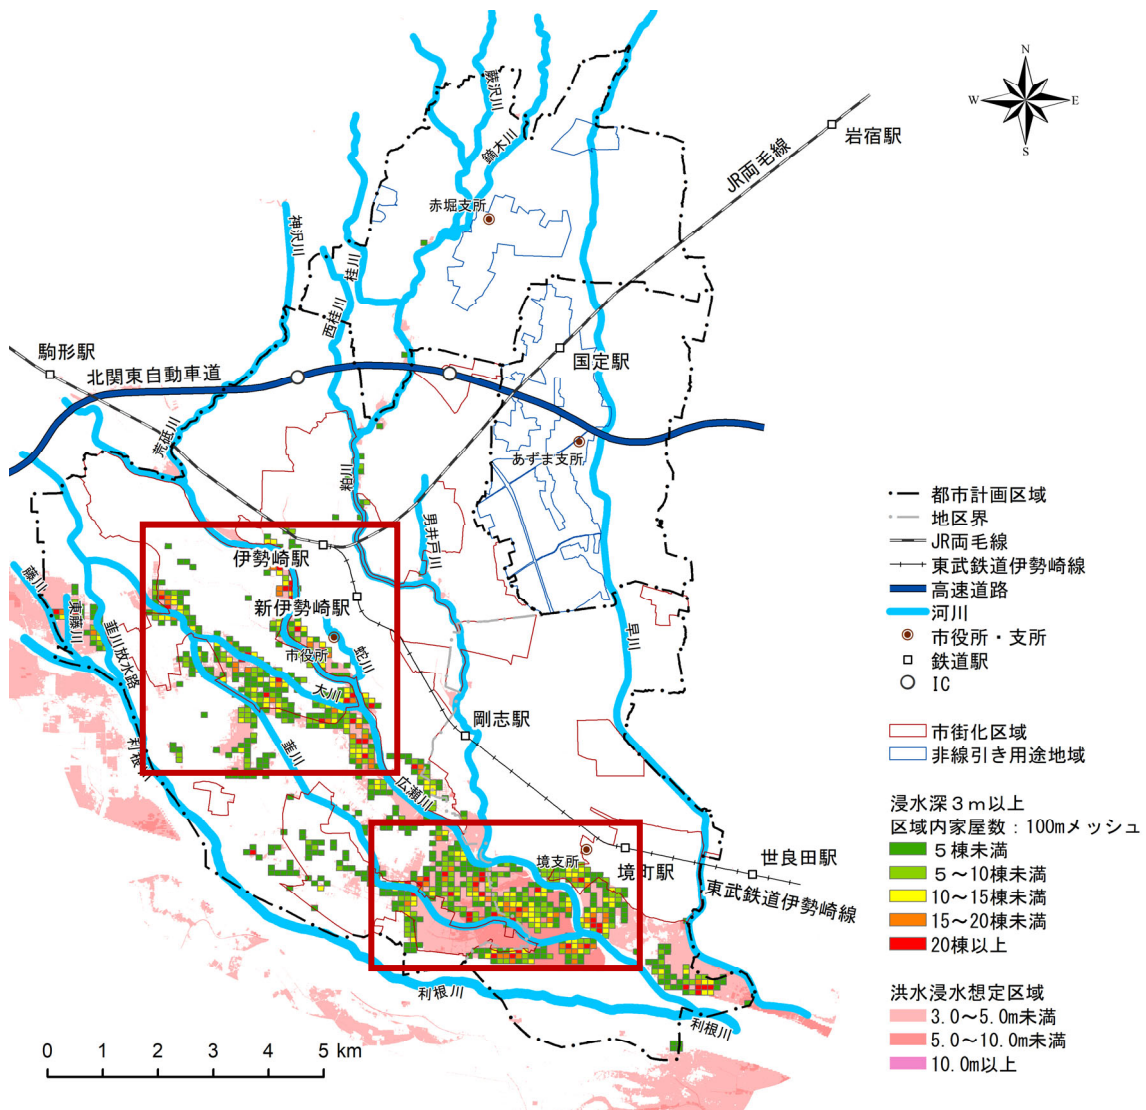 N
W
E
S
蕨沢川
鏑木川
JR両毛線
岩宿駅
赤堀支所
神沢川
桂川
西桂川
駒形駅
北関東自動車道
国定駅
荒砥川
あずま支所
粕川
男井戸川
伊勢崎駅
新伊勢崎駅
藤川
東藤川
韮川放水路
市役所
蛇川
早川
大川
剛志駅
利根川
韮川
広瀬川
境支所
境町駅
世良田駅
東武鉄道伊勢崎線
利根川
利根川
0 1 2 3 4 5 km
都市計画区域
地区界
JR両毛線
東武鉄道伊勢崎線
高速道路
河川
市役所・支所
鉄道駅
IC
市街化区域
非線引き用途地域
浸水深3m以上
区域内家屋数：100mメッシュ
5棟未満
5～10棟未満
10～15棟未満
15～20棟未満
20棟以上
洪水浸水想定区域
3.0～5.0m未満
5.0～10.0m未満
10.0m以上